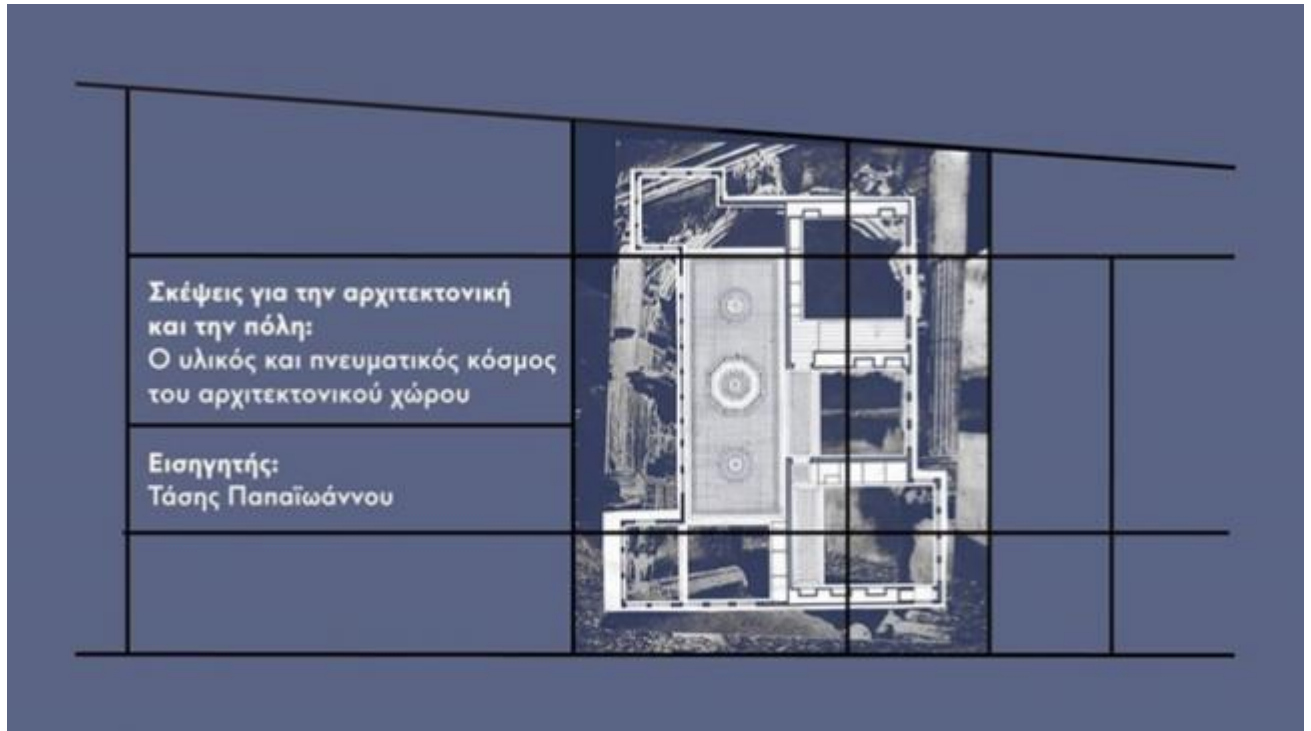 Σκέψεις για την αρχιτεκτονική
και την πόλη:
Ο υλικός και πνευματικός κόσμος
του αρχιτεκτονικού χώρου
Εισηγητής:
Τάσης Παπαϊωάννου